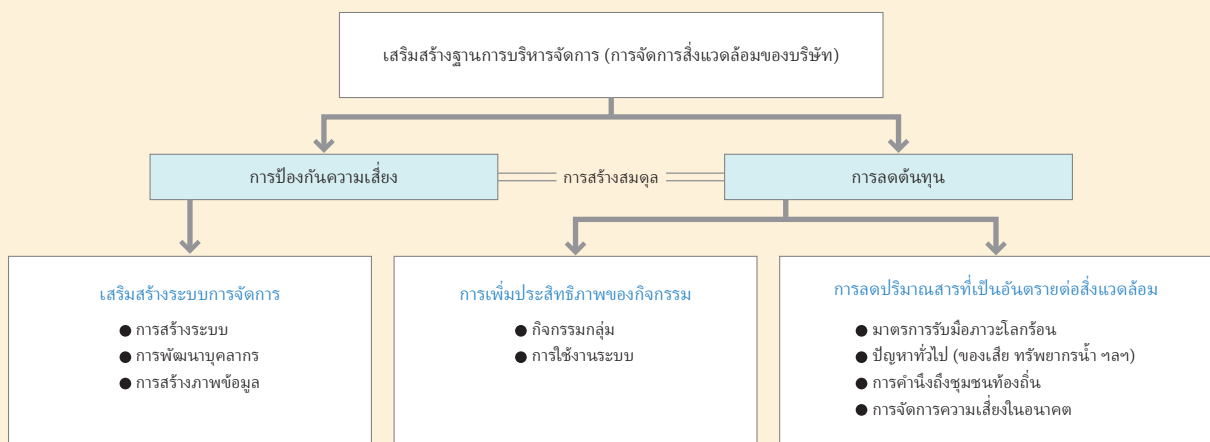 เสริมสร้างฐานการบริหารจัดการ (การจัดการสิ่งแวดล้อมของบริษัท)
การป้องกันความเสี่ยง
การสร้างสมดุล
การลดต้นทุน
เสริมสร้างระบบการจัดการ
● การสร้างระบบ
● การพัฒนาบุคลากร
● การสร้างภาพข้อมูล
การเพิ่มประสิทธิภาพของกิจกรรม
● กิจกรรมกลุ่ม
● การใช้งานระบบ
การลดปริมาณสารที่เป็นอันตรายต่อสิ่งแวดล้อม
● มาตรการรับมือภาวะโลกร้อน
● ปัญหาทั่วไป (ของเสีย ทรัพยากรน้ำ ฯลฯ)
● การคำนึงถึงชุมชนท้องถิ่น
● การจัดการความเสี่ยงในอนาคต